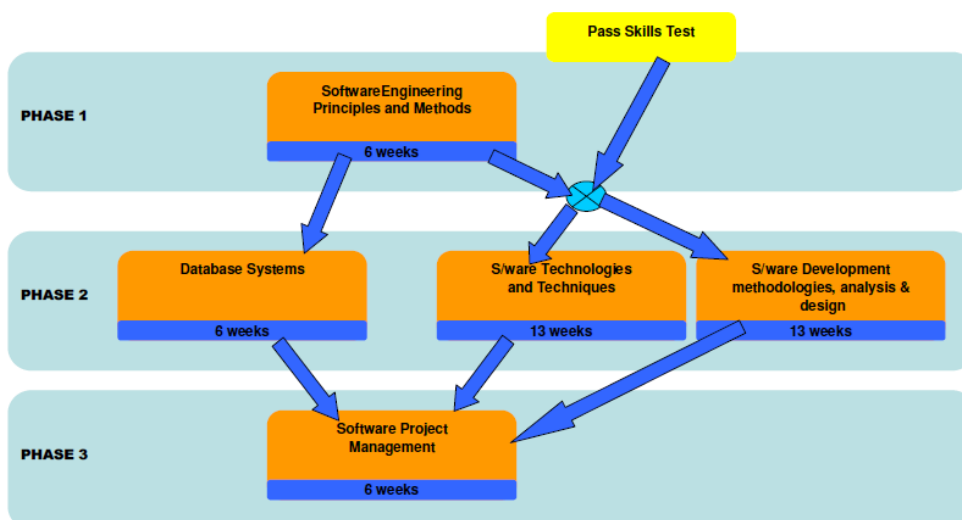 Pass Skills Test
PHASE 1
SoftwareEngineering
Principles and Methods
6 weeks
PHASE 2
Database Systems
6 weeks
S/ware Technologies
and Techniques
13 weeks
S/ware Development
methodologies, analysis &
design
13 weeks
PHASE 3
Software Project
Management
6 weeks